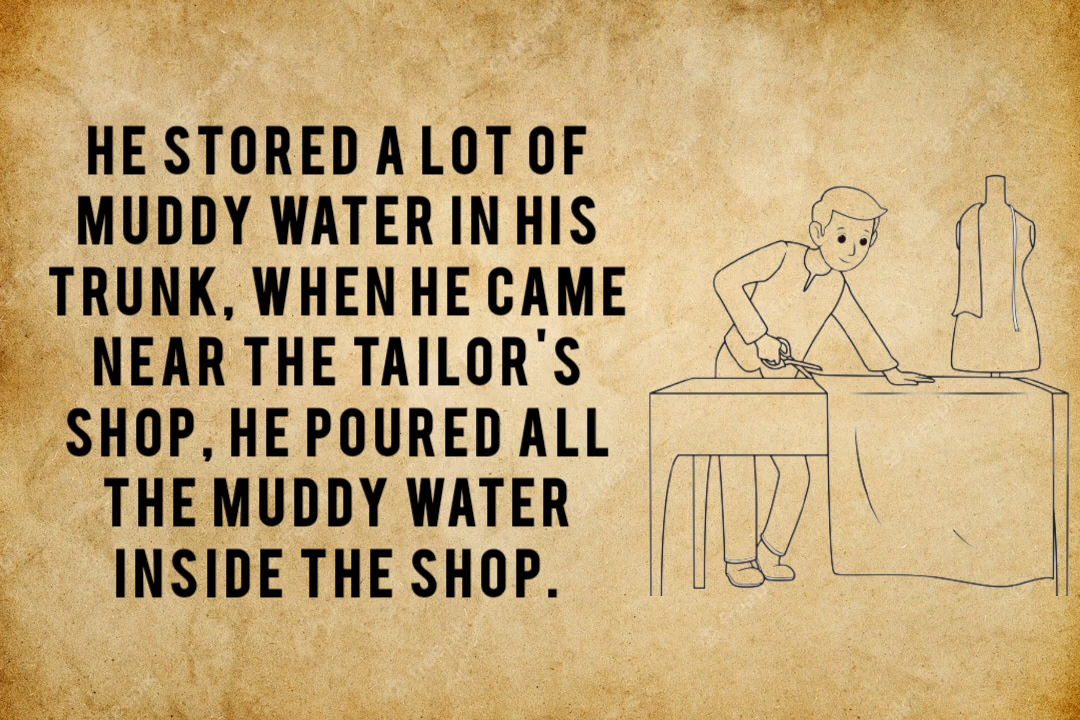 HE STORED A LOT OF
MUDDY WATER IN HIS
TRUNK, WHEN HE CAME
NEAR THE TAILOR'S
SHOP, HE POURED ALL
THE MUDDY WATER
INSIDE THE SHOP.